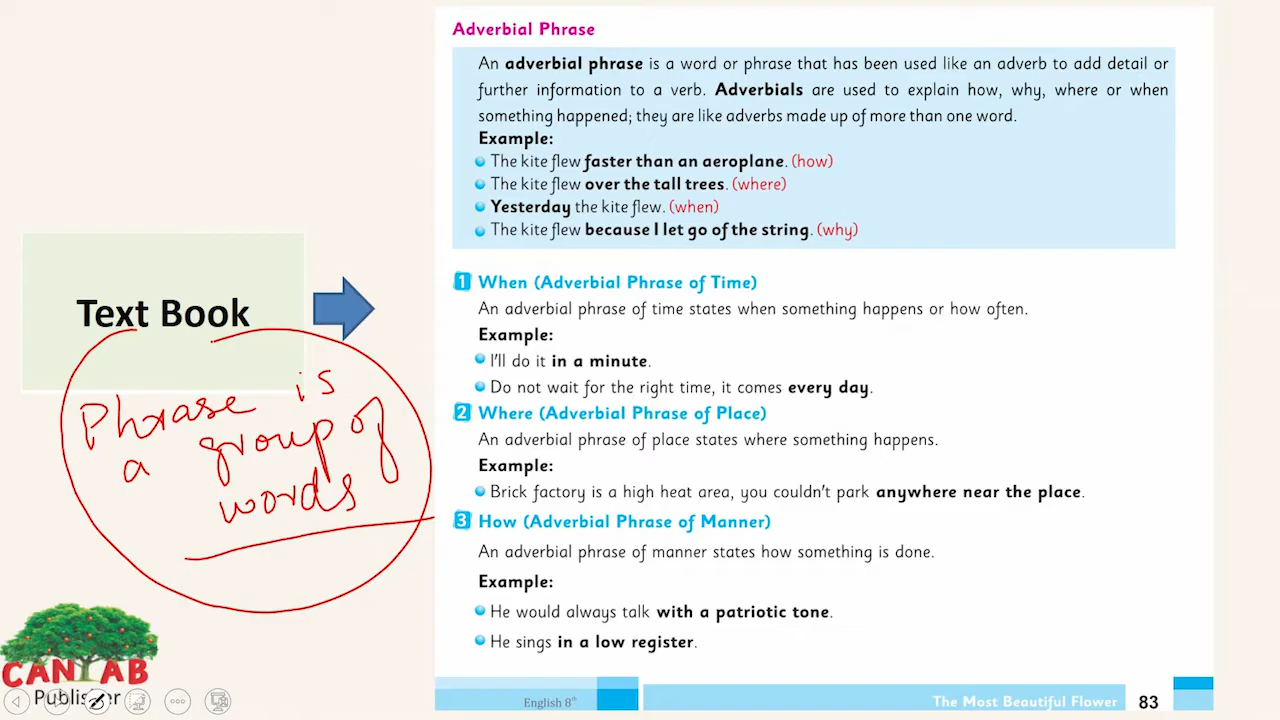 Adverbial Phrase
An adverbial phrase is a word or phrase that has been used like an adverb to add detail or
further information to a verb. Adverbials are used to explain how, why, where or when
something happened; they are like adverbs made up of more than one word.
Example:
The kite flew faster than an aeroplane. (how)
The kite flew over the tall trees. (where)
Yesterday the kite flew. (when)
The kite flew because I let go of the string. (why)
1 When (Adverbial Phrase of Time)
An adverbial phrase of time states when something happens or how often.
Example:
I'll do it in a minute.
Do not wait for the right time, it comes every day.
2 Where (Adverbial Phrase of Place)
An adverbial phrase of place states where something happens.
Example:
Brick factory is a high heat area, you couldn't park anywhere near the place.
3 How (Adverbial Phrase of Manner)
An adverbial phrase of manner states how something is done.
Example:
He would always talk with a patriotic tone.
He sings in a low register.
English 8th
The Most Beautiful Flower 83
Text Book
Phrase is
a group of
words
CANTAB
Publisher